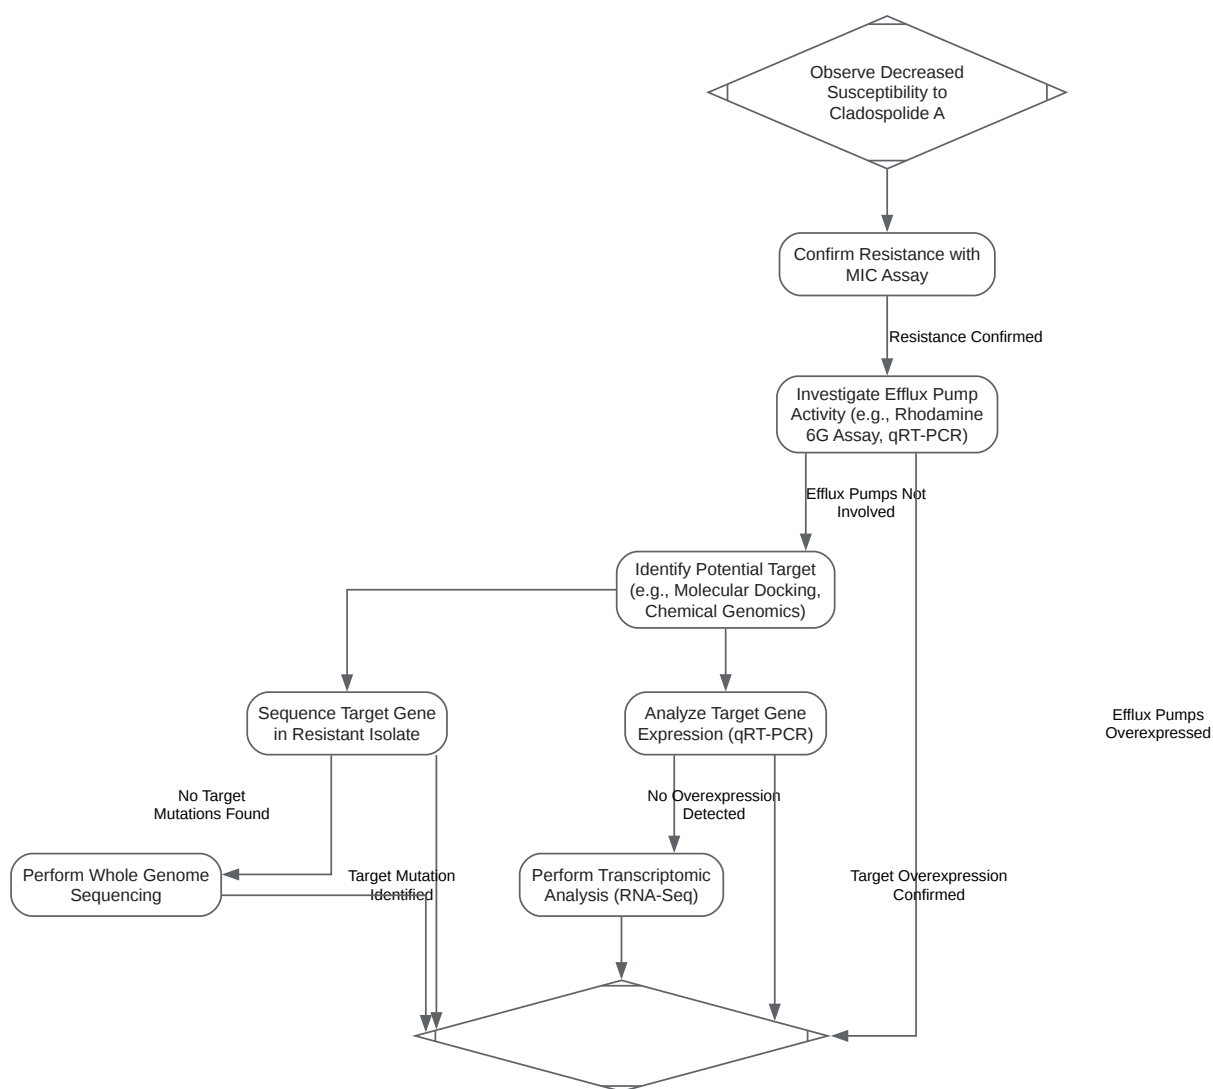 Observe Decreased
Susceptibility to
Cladospolide A
Confirm Resistance with
MIC Assay
Resistance Confirmed
Investigate Efflux Pump
Activity (e.g., Rhodamine
6G Assay, qRT-PCR)
Efflux Pumps Not
Involved
Identify Potential Target
(e.g., Molecular Docking,
Chemical Genomics)
Sequence Target Gene
in Resistant Isolate
Analyze Target Gene
Expression (qRT-PCR)
Efflux Pumps
Overexpressed
No Target
Mutations Found
No Overexpression
Detected
Perform Whole Genome
Sequencing
Target Mutation
Identified
Perform Transcriptomic
Analysis (RNA-Seq)
Target Overexpression
Confirmed